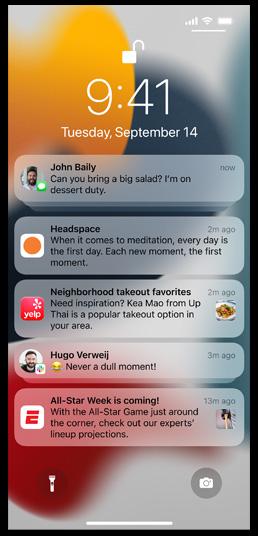 9:41
Tuesday, September 14
John Baily now
Can you bring a big salad? I'm on
dessert duty.
Headspace 2m ago
When it comes to meditation, every day is
the first day. Each new moment, the first
moment.
Neighborhood takeout favorites 2m ago
Need inspiration? Kea Mao from Up
Thai is a popular takeout option in
your area.
yelp
Hugo Verweij 3m ago
😂 Never a dull moment!
All-Star Week is coming! 13m ago
With the All-Star Game just around
the corner, check out our experts'
lineup projections.